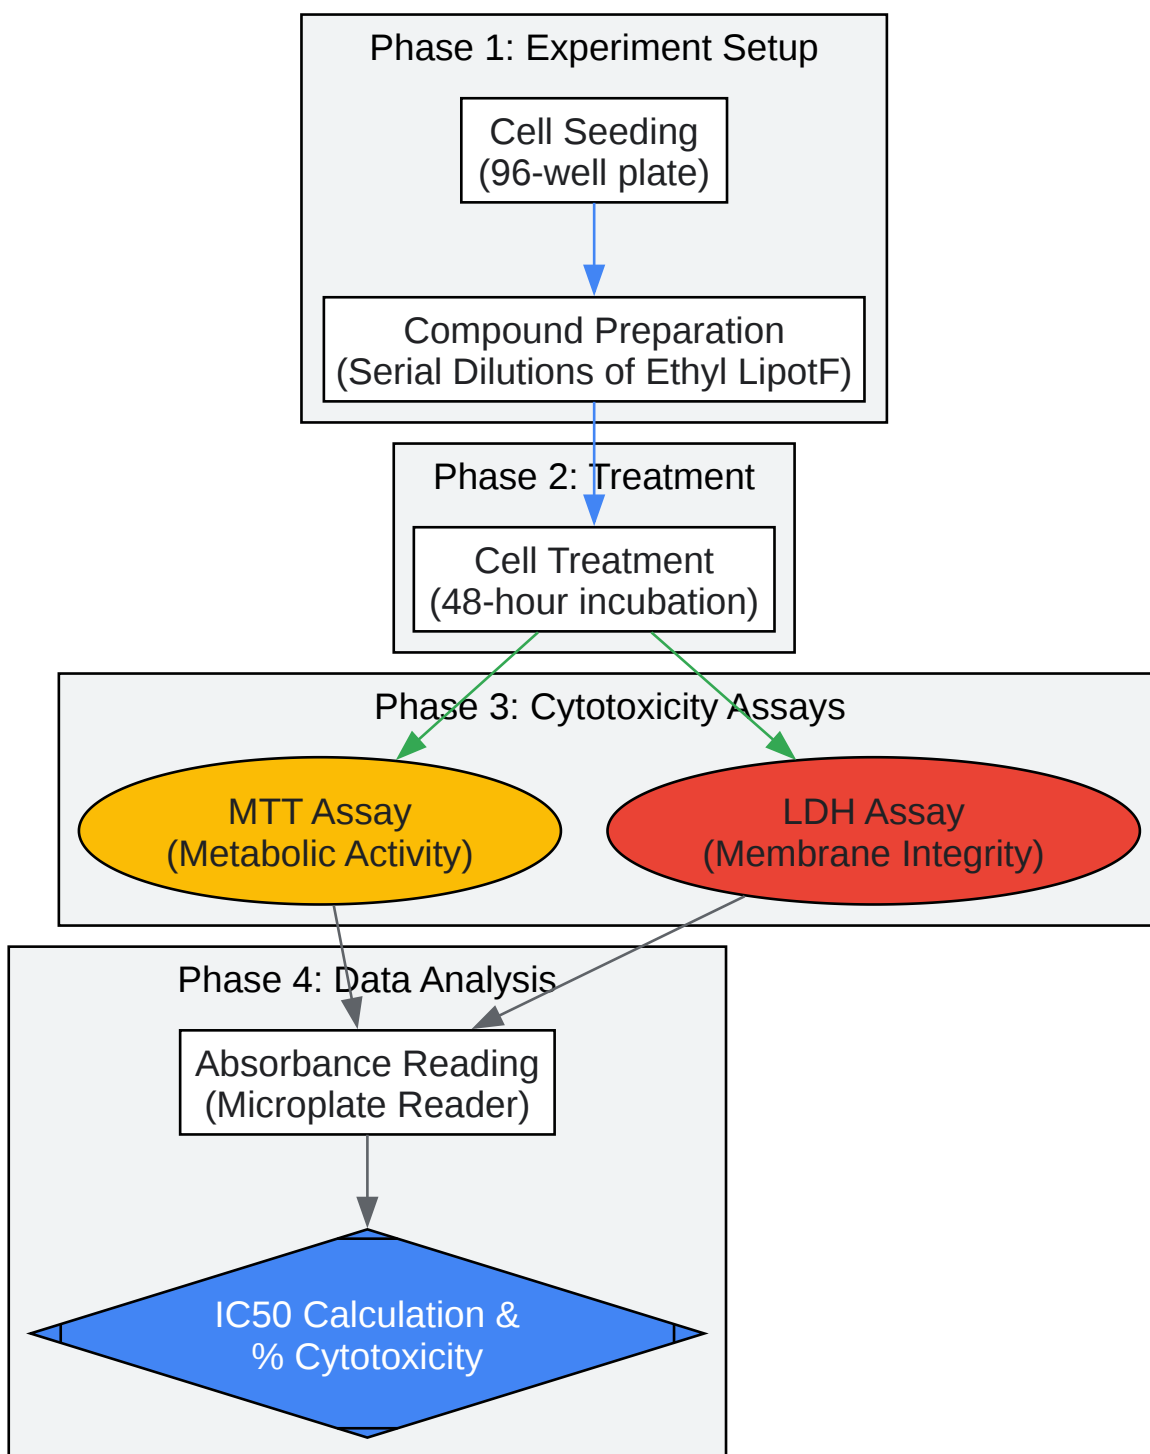 Phase 1: Experiment Setup
Cell Seeding
(96-well plate)
Compound Preparation
(Serial Dilutions of Ethyl LipotF)
Phase 2: Treatment
Cell Treatment
(48-hour incubation)
Phase 3: Cytotoxicity Assays
MTT Assay
(Metabolic Activity)
LDH Assay
(Membrane Integrity)
Phase 4: Data Analysis
Absorbance Reading
(Microplate Reader)
IC50 Calculation &
% Cytotoxicity